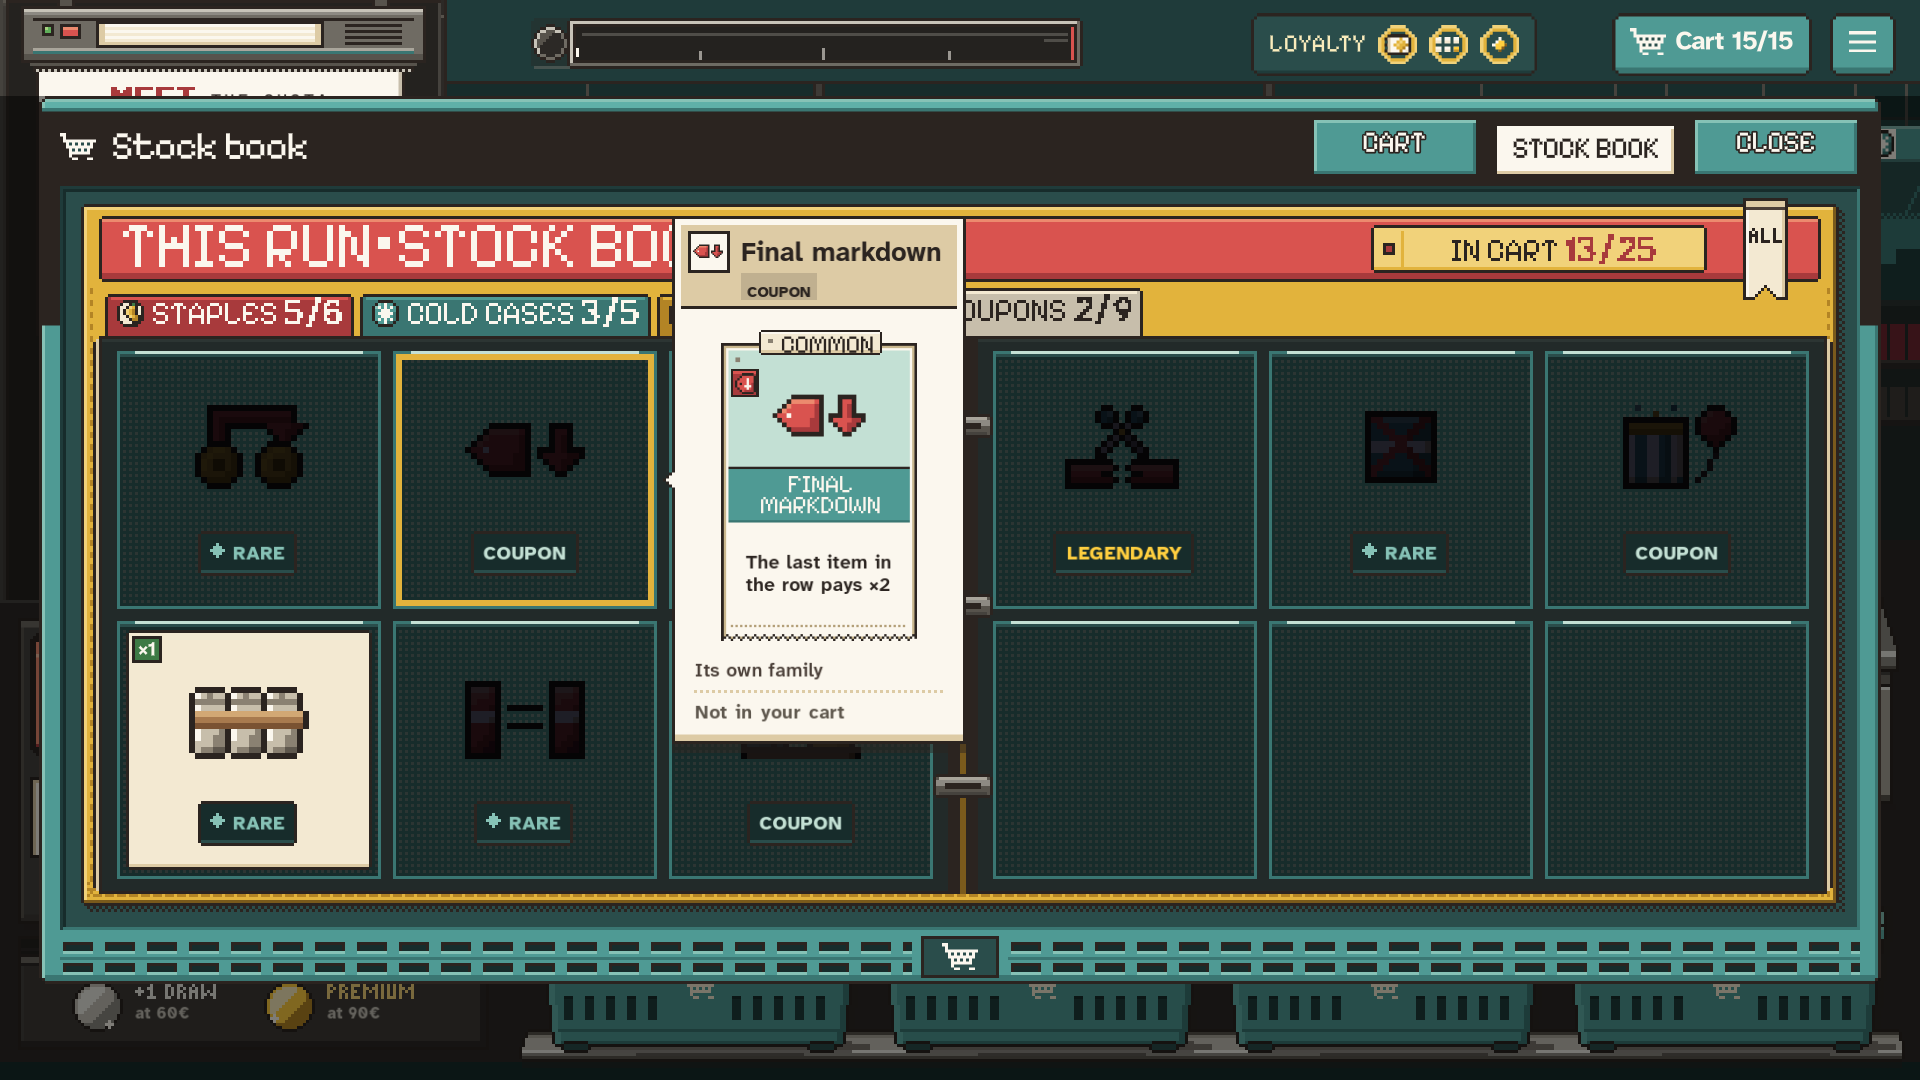 LOYALTY
Cart 15/15
Stock book
CART
STOCK BOOK
CLOSE
THIS RUN•STOCK BOO
IN CART 13/25
ALL
STAPLES 5/6
COLD CASES 3/5
OUPONS 2/9
Final markdown
COUPON
COMMON
FINAL
MARKDOWN
The last item in
the row pays ×2
Its own family
Not in your cart
RARE
COUPON
LEGENDARY
RARE
COUPON
×1
RARE
RARE
COUPON
+1 DRAW
at 60€
PREMIUM
at 90€